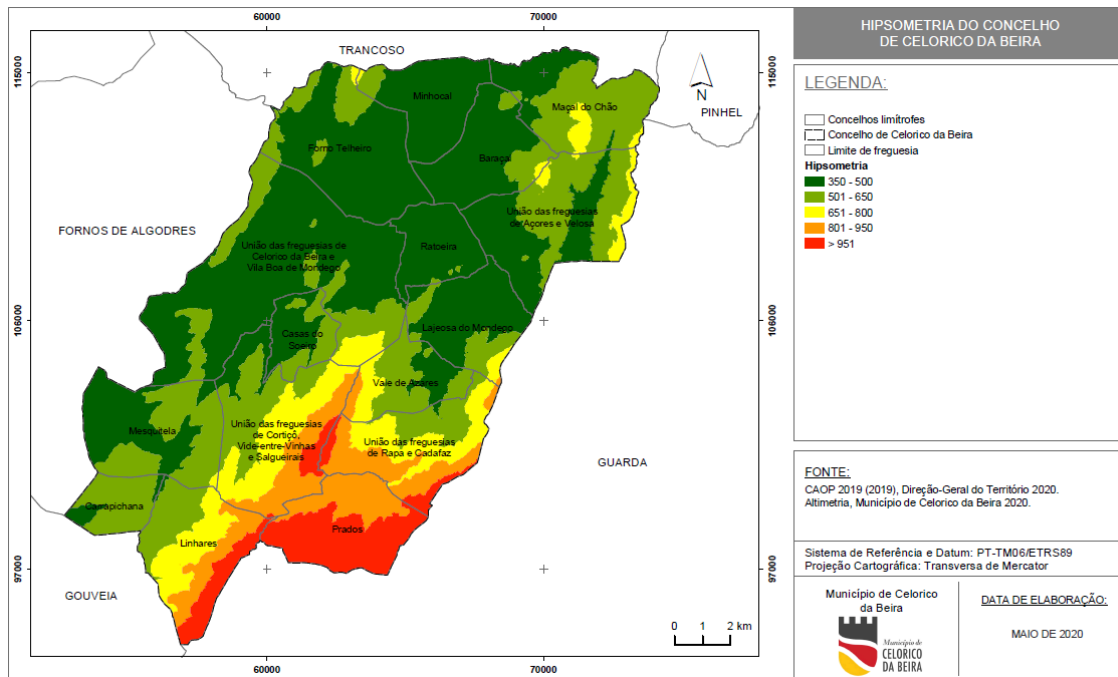 60000
70000
115000
115000
TRANCOSO
Minhocal
Maçal do Chão
PINHEL
N
Forno Telheiro
Baraçal
União das freguesias
de Açores e Velosa
FORNOS DE ALGODRES
União das freguesias de
Celorico da Beira e
Vila Boa de Mondego
Ratoeira
106000
106000
Casas do
Soeiro
Lajeosa do Mondego
Vale de Azares
Mesquitela
União das freguesias
de Cortiçô,
Vide-entre-Vinhas
e Salgueirais
União das freguesias
de Rapa e Cadafaz
GUARDA
Carrapichana
Linhares
Prados
97000
97000
GOUVEIA
0 1 2 km
60000
70000
HIPSOMETRIA DO CONCELHO
DE CELORICO DA BEIRA
LEGENDA:
Concelhos limítrofes
Concelho de Celorico da Beira
Limite de freguesia
Hipsometria
350 - 500
501 - 650
651 - 800
801 - 950
> 951
FONTE:
CAOP 2019 (2019), Direção-Geral do Território 2020.
Altimetria, Município de Celorico da Beira 2020.
Sistema de Referência e Datum: PT-TM06/ETRS89
Projeção Cartográfica: Transversa de Mercator
Município de Celorico
da Beira
Município de
CELORICO
DA BEIRA
DATA DE ELABORAÇÃO:
MAIO DE 2020